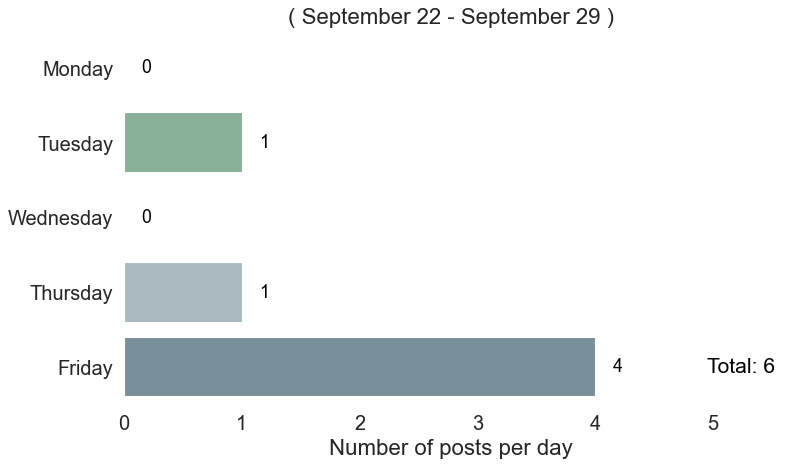 ( September 22 - September 29 )
Monday 0
Tuesday 1
Wednesday 0
Thursday 1
Friday 4 Total: 6
0 1 2 3 4 5
Number of posts per day